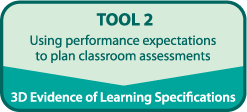 TOOL 2
Using performance expectations
to plan classroom assessments
3D Evidence of Learning Specifications